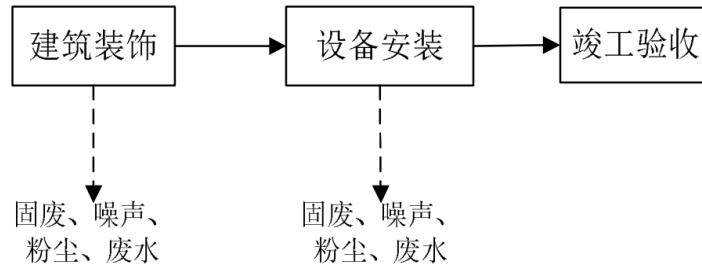 建筑装饰
设备安装
竣工验收
固废、噪声、
粉尘、废水
固废、噪声、
粉尘、废水